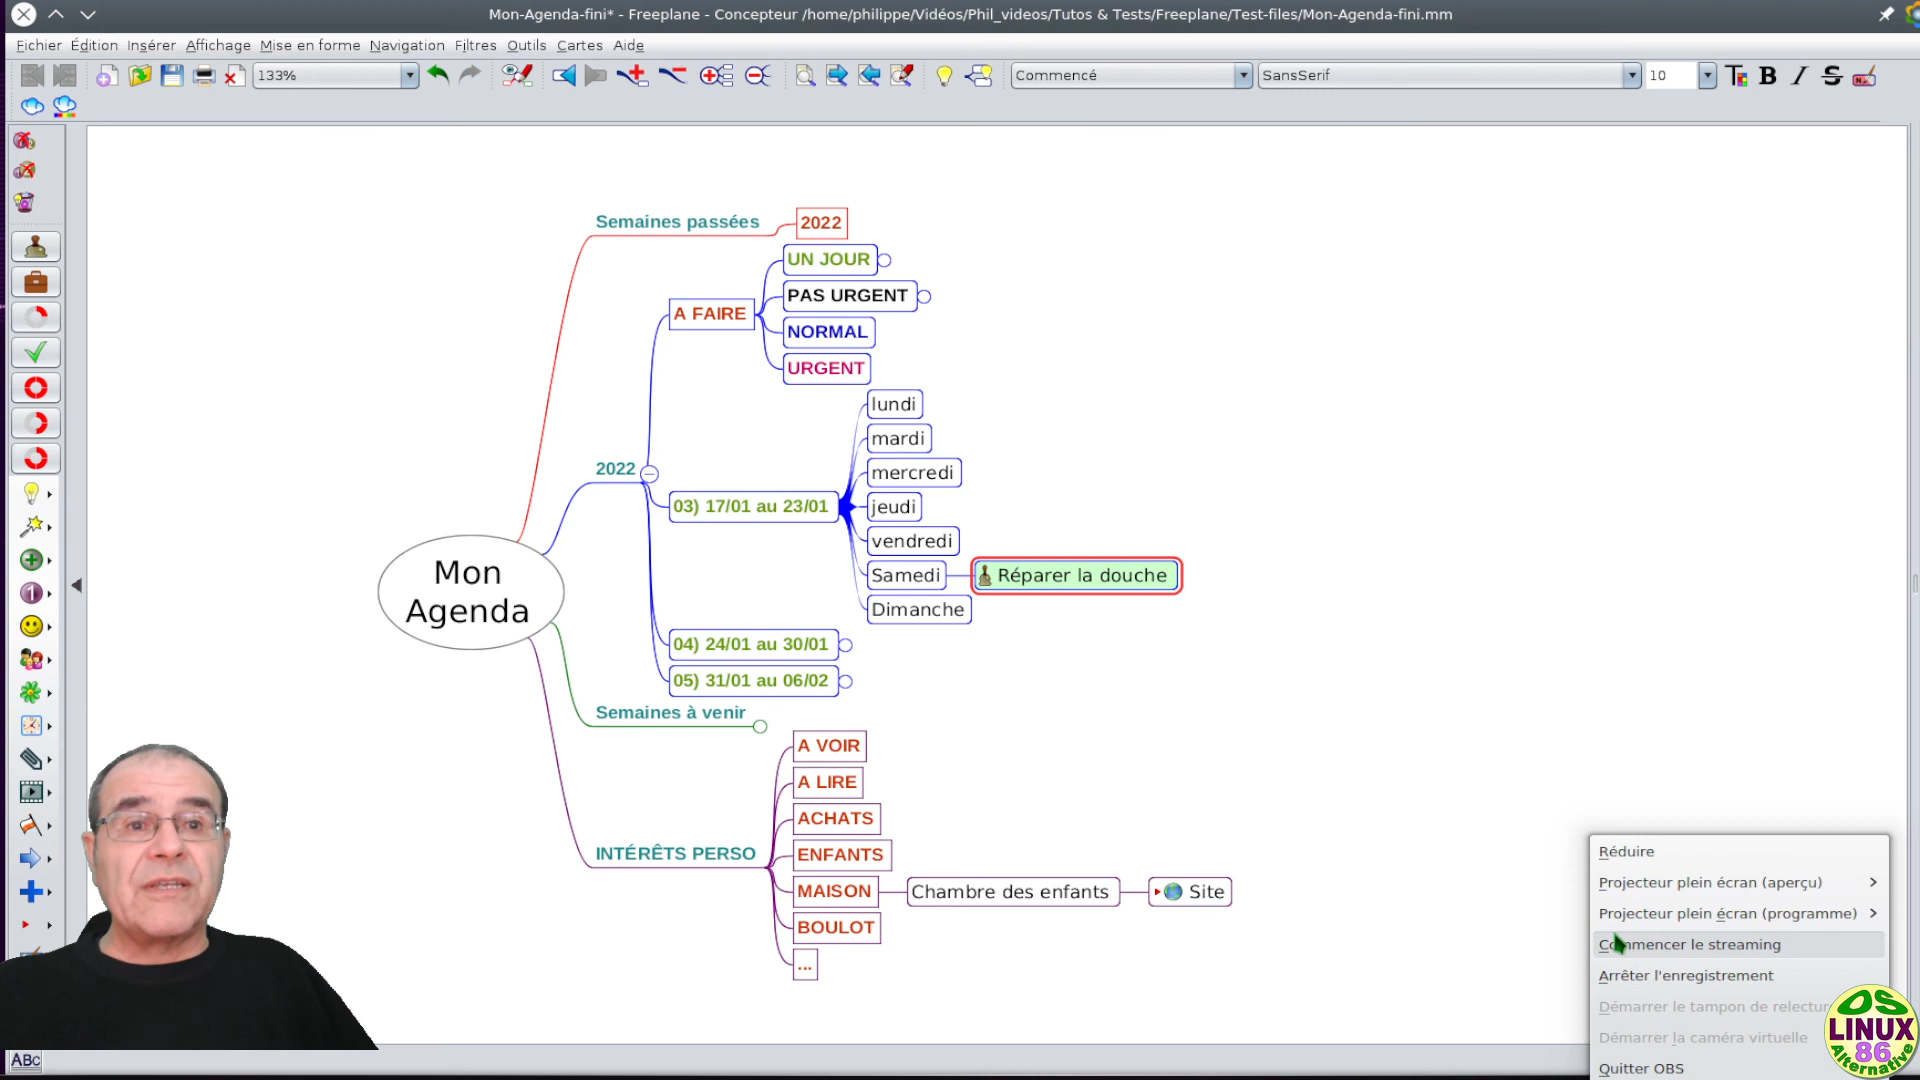 Mon-Agenda-fini* - Freeplane - Concepteur /home/philippe/Vidéos/Phil_videos/Tutos & Tests/Freeplane/Test-files/Mon-Agenda-fini.mm
Fichier Édition Insérer Affichage Mise en forme Navigation Filtres Outils Cartes Aide
133% Commencé SansSerif 10
Semaines passées
2022
UN JOUR
PAS URGENT
A FAIRE
NORMAL
URGENT
lundi
mardi
mercredi
2022
03) 17/01 au 23/01
jeudi
vendredi
Samedi
Réparer la douche
Dimanche
Mon
Agenda
04) 24/01 au 30/01
05) 31/01 au 06/02
Semaines à venir
A VOIR
A LIRE
ACHATS
INTÉRÊTS PERSO
ENFANTS
MAISON
Chambre des enfants
Site
BOULOT
...
Réduire
Projecteur plein écran (aperçu)
Projecteur plein écran (programme)
Commencer le streaming
Arrêter l'enregistrement
Démarrer le tampon de relectur
Démarrer la caméra virtuelle
Quitter OBS
OS
LINUX
86
Alternative
ABC